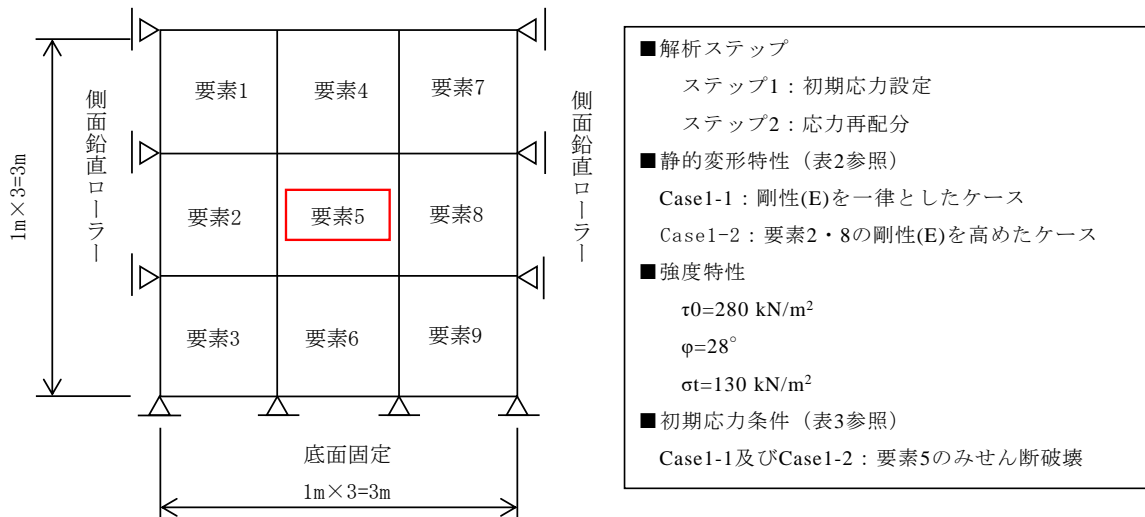 要素1
要素4
要素7
要素2
要素5
要素8
要素3
要素6
要素9
1m×3=3m
側面鉛直ローラー
側面鉛直ローラー
底面固定
1m×3=3m
■解析ステップ
ステップ1：初期応力設定
ステップ2：応力再配分
■静的変形特性（表2参照）
Case1-1：剛性(E)を一律としたケース
Case1-2：要素2・8の剛性(E)を高めたケース
■強度特性
τ0=280 kN/m²
φ=28°
σt=130 kN/m²
■初期応力条件（表3参照）
Case1-1及びCase1-2：要素5のみせん断破壊